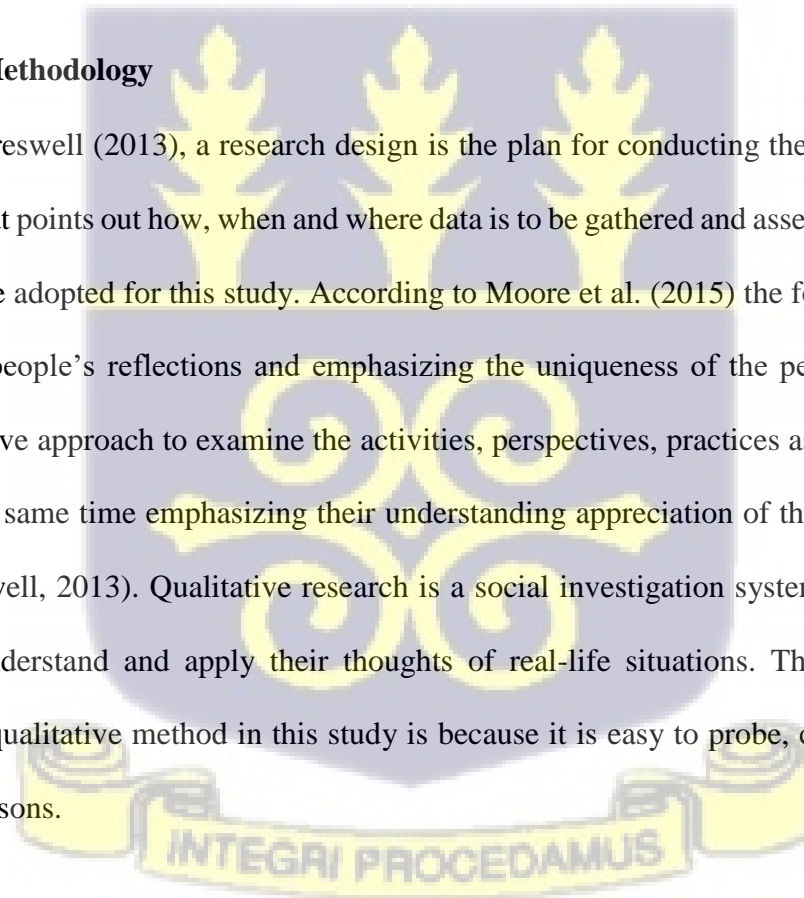 Methodology
reswell (2013), a research design is the plan for conducting the
t points out how, when and where data is to be gathered and asse
e adopted for this study. According to Moore et al. (2015) the fo
people’s reflections and emphasizing the uniqueness of the pe
ve approach to examine the activities, perspectives, practices as
same time emphasizing their understanding appreciation of th
vell, 2013). Qualitative research is a social investigation system
derstand and apply their thoughts of real-life situations. Th
qualitative method in this study is because it is easy to probe, c
sons.
INTEGRI PROCEDAMUS